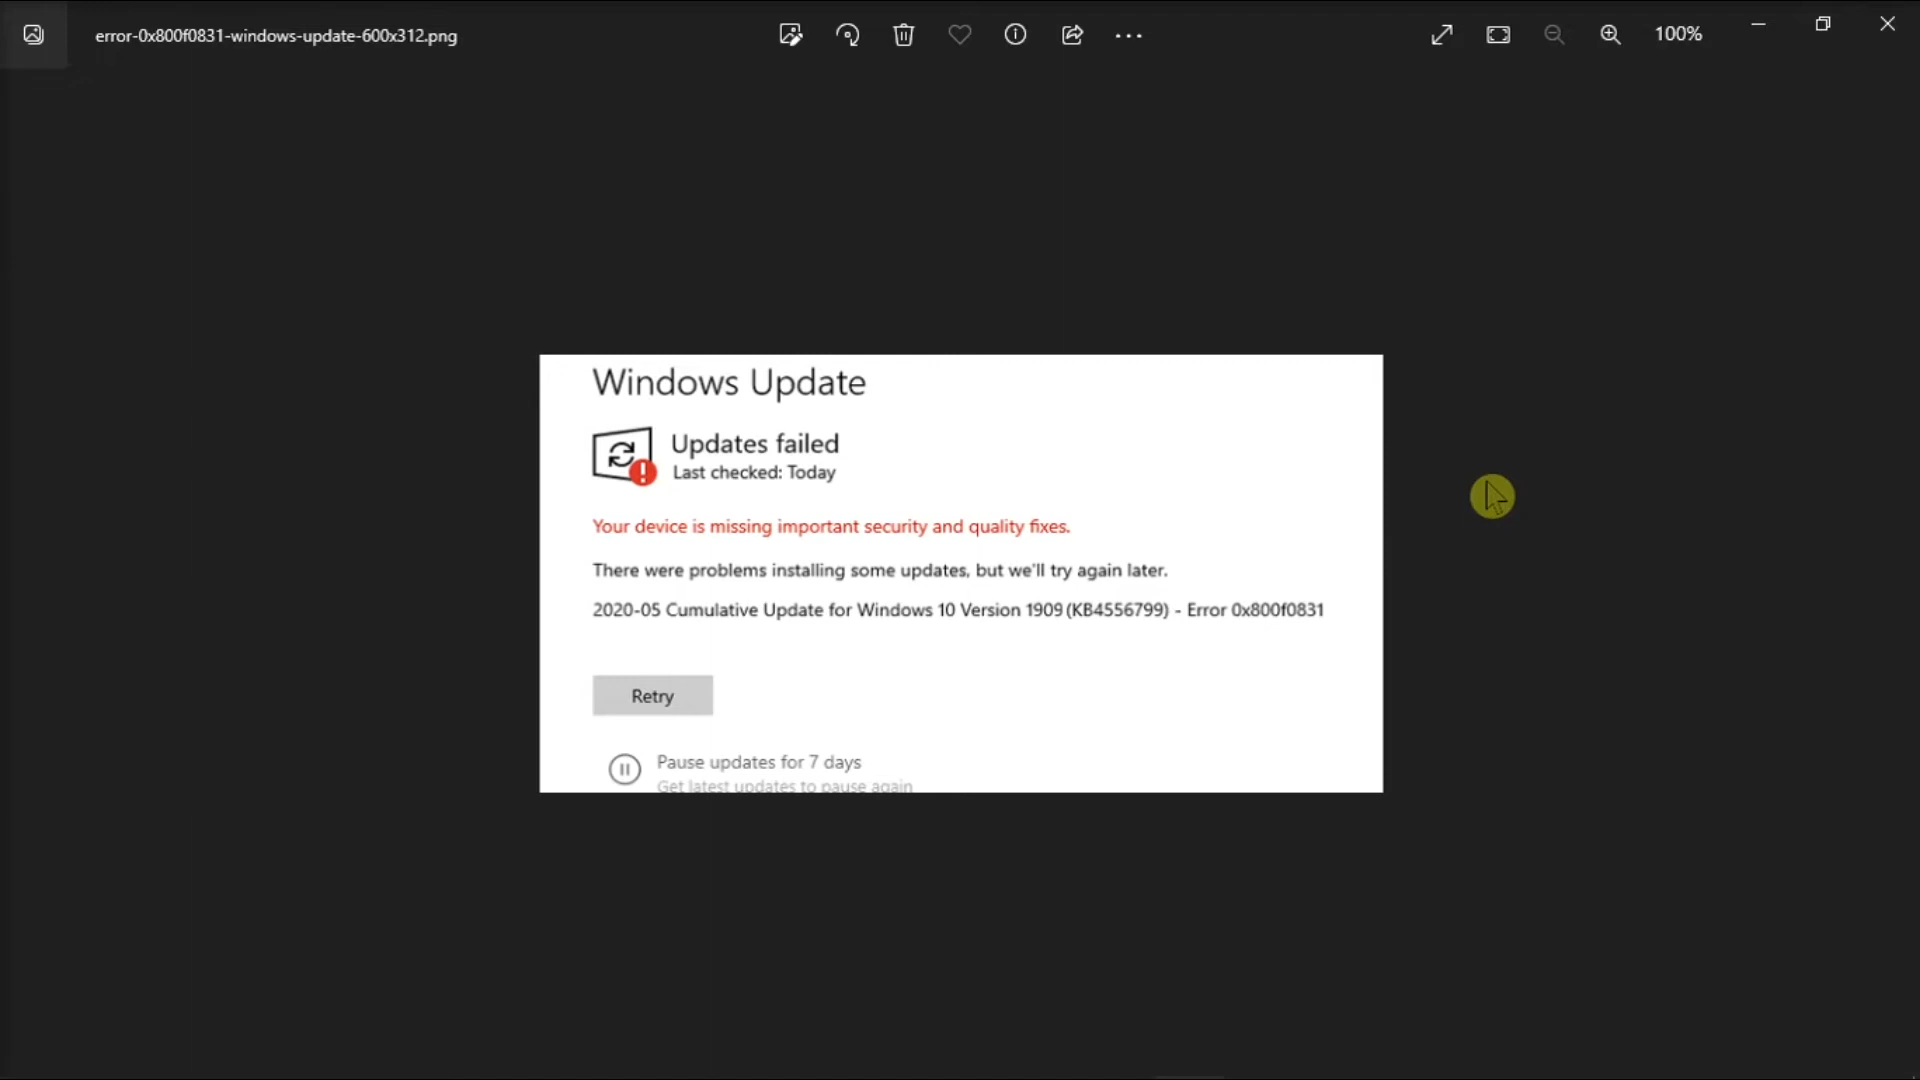 error-0x800f0831-windows-update-600x312.png
100%
Windows Update
Updates failed
Last checked: Today
Your device is missing important security and quality fixes.
There were problems installing some updates, but we'll try again later.
2020-05 Cumulative Update for Windows 10 Version 1909 (KB4556799) - Error 0x800f0831
Retry
Pause updates for 7 days
Get latest updates to pause again